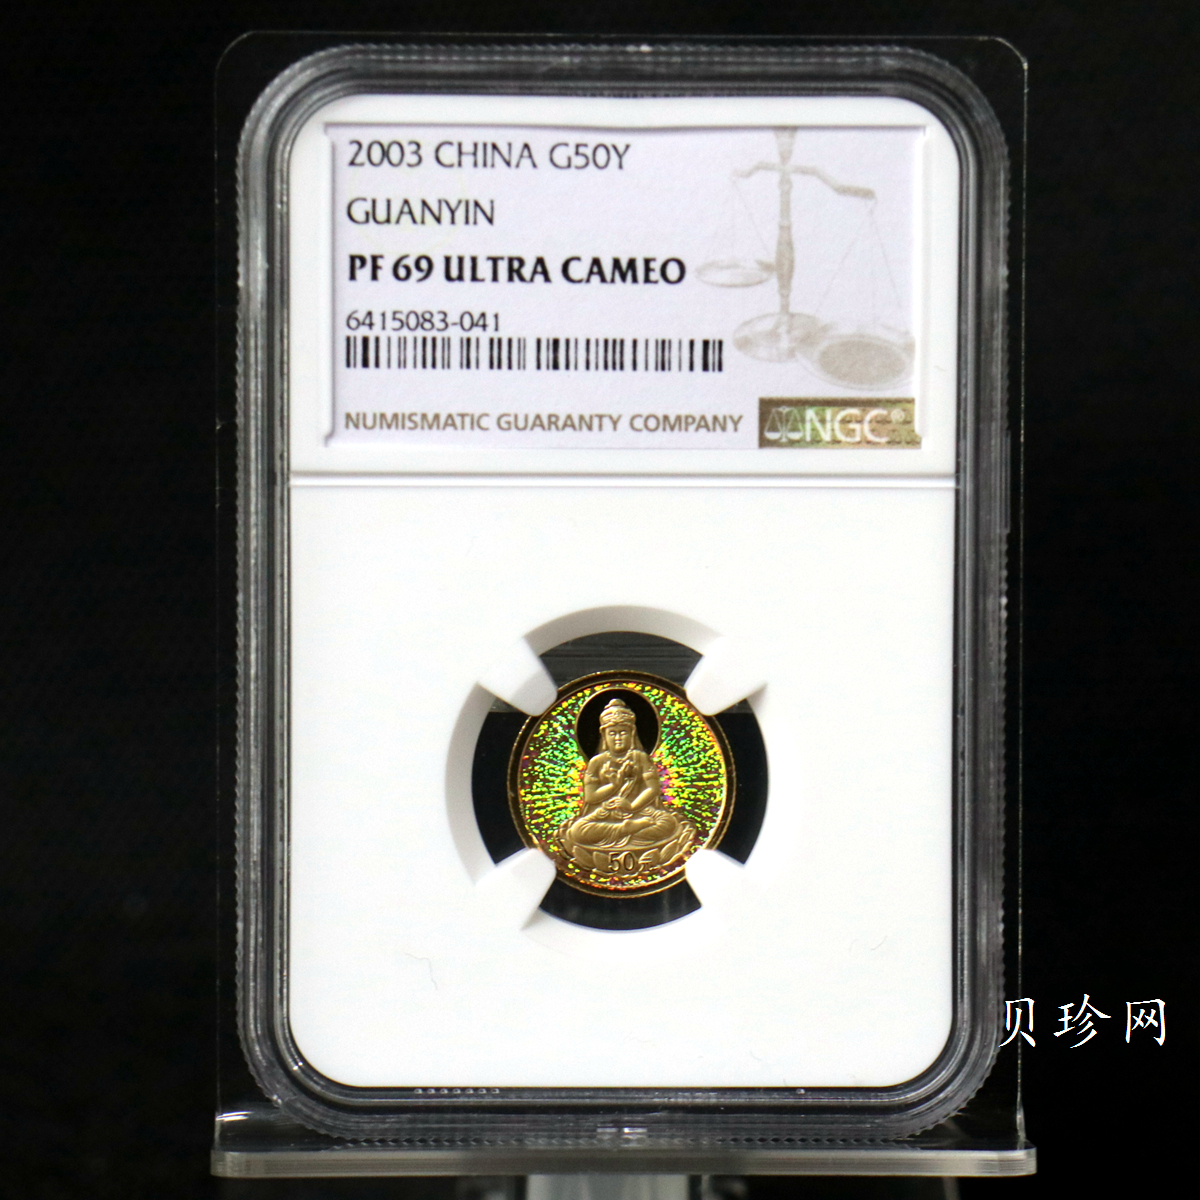 2003 CHINA G50Y
GUANYIN
PF 69 ULTRA CAMEO
6415083-041
NUMISMATIC GUARANTY COMPANY
NGC®
50
贝珍网